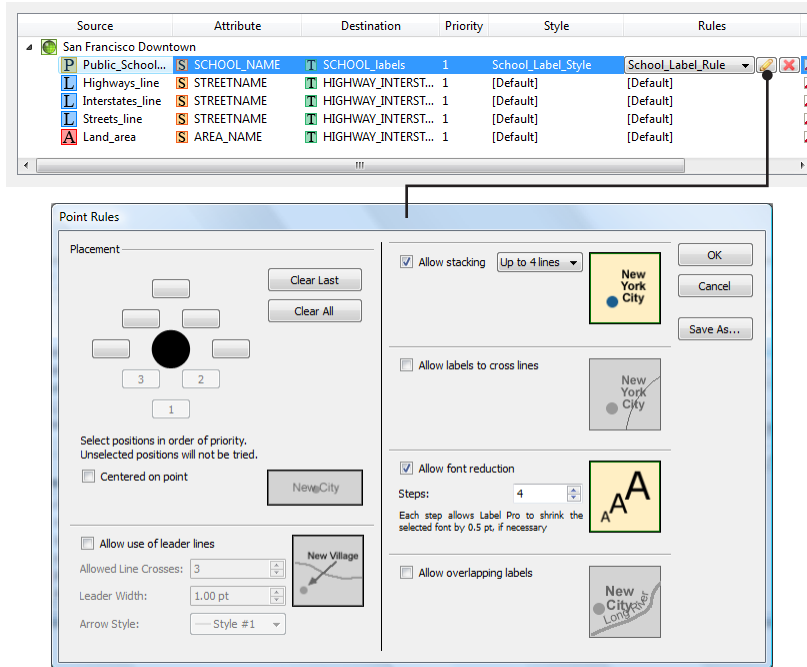 Source Attribute Destination Priority Style Rules
San Francisco Downtown
P Public_School... S SCHOOL_NAME T SCHOOL_labels 1 School_Label_Style School_Label_Rule
L Highways_line S STREETNAME T HIGHWAY_INTERST... 1 [Default] [Default]
L Interstates_line S STREETNAME T HIGHWAY_INTERST... 1 [Default] [Default]
L Streets_line S STREETNAME T HIGHWAY_INTERST... 1 [Default] [Default]
A Land_area S AREA_NAME T HIGHWAY_INTERST... 1 [Default] [Default]
Point Rules
Placement
Clear Last
Clear All
3 2
1
Select positions in order of priority.
Unselected positions will not be tried.
Centered on point
New City
Allow use of leader lines
Allowed Line Crosses: 3
Leader Width: 1.00 pt
Arrow Style: Style #1
New Village
Allow stacking Up to 4 lines
New
York
City
Allow labels to cross lines
New
York
City
Allow font reduction
Steps: 4
Each step allows Label Pro to shrink the
selected font by 0.5 pt, if necessary
A A A
Allow overlapping labels
New
City
Long River
OK
Cancel
Save As...